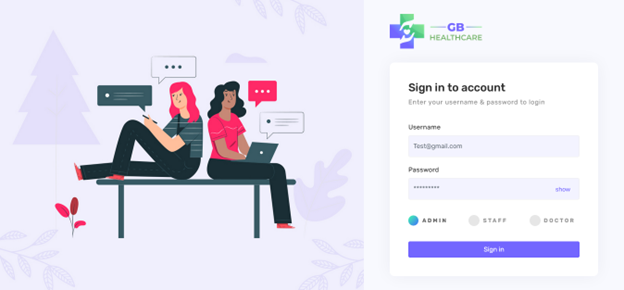 GB
HEALTHCARE
Sign in to account
Enter your username & password to login
Username
Test@gmail.com
Password
********* show
ADMIN STAFF DOCTOR
Sign in